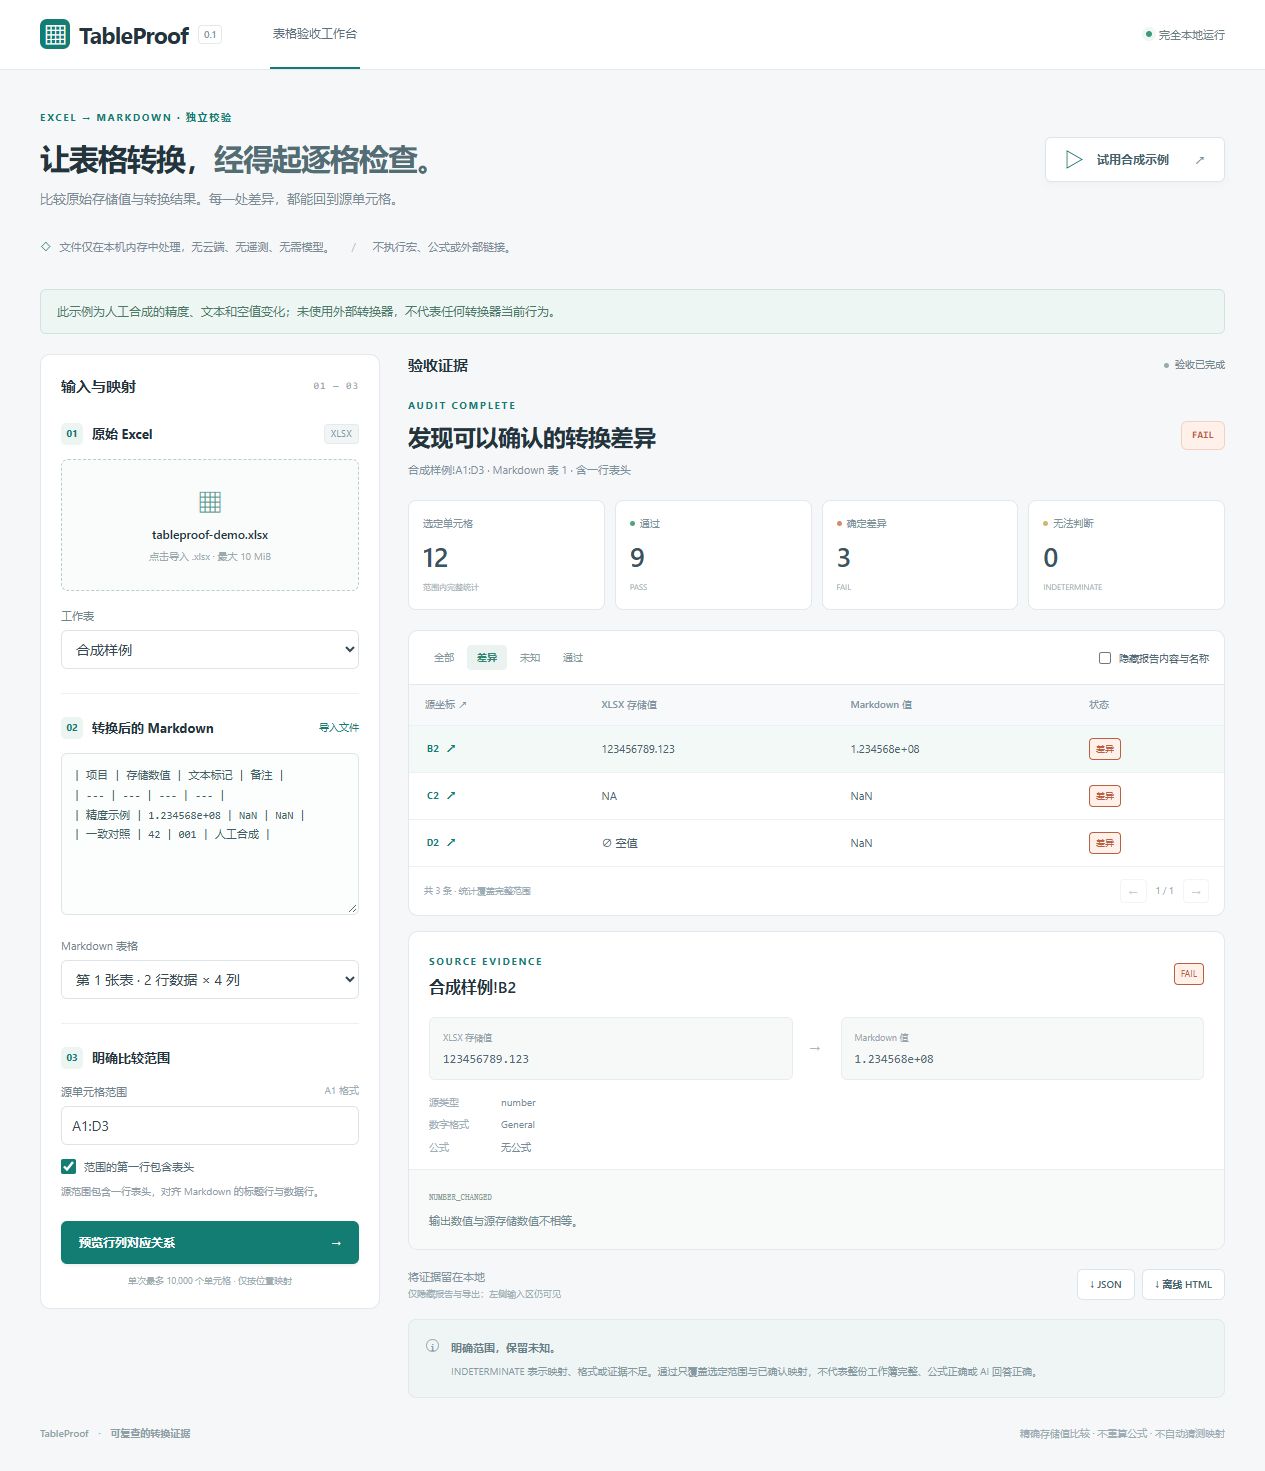 TableProof 0.1 表格验收工作台 完全本地运行
EXCEL → MARKDOWN · 独立校验
让表格转换，经得起逐格检查。
试用合成示例 ↗
比较原始存储值与转换结果。每一处差异，都能回到源单元格。
◇ 文件仅在本机内存中处理，无云端、无遥测、无需模型。 / 不执行宏、公式或外部链接。
此示例为人工合成的精度、文本和空值变化；未使用外部转换器，不代表任何转换器当前行为。
输入与映射 01 — 03
01 原始 Excel XLSX
tableproof-demo.xlsx
点击导入 .xlsx · 最大 10 MiB
工作表
合成样例
02 转换后的 Markdown 导入文件
| 项目 | 存储数值 | 文本标记 | 备注 |
| --- | --- | --- | --- |
| 精度示例 | 1.234568e+08 | NaN | NaN |
| 一致对照 | 42 | 001 | 人工合成 |
Markdown 表格
第 1 张表 · 2 行数据 × 4 列
03 明确比较范围
源单元格范围 A1 格式
A1:D3
范围的第一行包含表头
源范围包含一行表头，对齐 Markdown 的标题行与数据行。
预览行列对应关系 →
单次最多 10,000 个单元格 · 仅按位置映射
验收证据 验收已完成
AUDIT COMPLETE
发现可以确认的转换差异 FAIL
合成样例!A1:D3 · Markdown 表 1 · 含一行表头
选定单元格
12
范围内完整统计
通过
9
PASS
确定差异
3
FAIL
无法判断
0
INDETERMINATE
全部 差异 未知 通过 隐藏报告内容与名称
源坐标 ↗ XLSX 存储值 Markdown 值 状态
B2 ↗ 123456789.123 1.234568e+08 差异
C2 ↗ NA NaN 差异
D2 ↗ ∅ 空值 NaN 差异
共 3 条 · 统计覆盖完整范围 ← 1 / 1 →
SOURCE EVIDENCE
合成样例!B2 FAIL
XLSX 存储值
123456789.123
→
Markdown 值
1.234568e+08
源类型 number
数字格式 General
公式 无公式
NUMBER_CHANGED
输出数值与源存储数值不相等。
将证据留在本地
仅隐藏报告与导出：左侧输入区仍可见
↓ JSON ↓ 离线 HTML
明确范围，保留未知。
INDETERMINATE 表示映射、格式或证据不足。通过只覆盖选定范围与已确认映射，不代表整份工作簿完整、公式正确或 AI 回答正确。
TableProof · 可复查的转换证据 精确存储值比较 · 不重算公式 · 不自动猜测映射